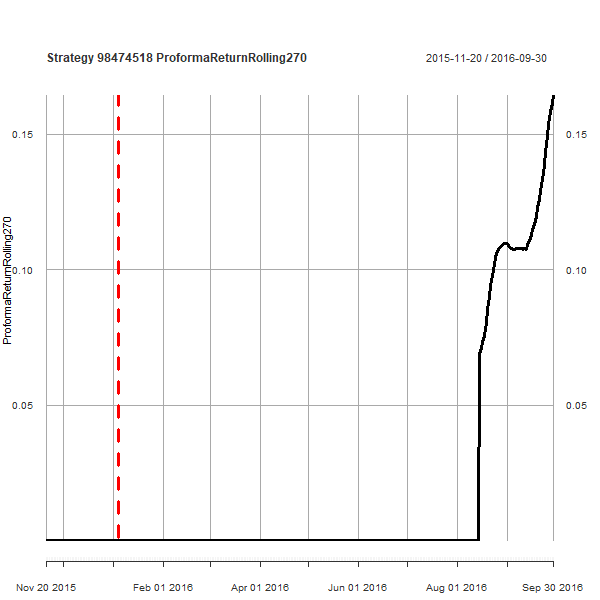 Strategy 98474518 ProformaReturnRolling270
2015-11-20 / 2016-09-30
ProformaReturnRolling270
0.15
0.10
0.05
0.15
0.10
0.05
Nov 20 2015
Feb 01 2016
Apr 01 2016
Jun 01 2016
Aug 01 2016
Sep 30 2016